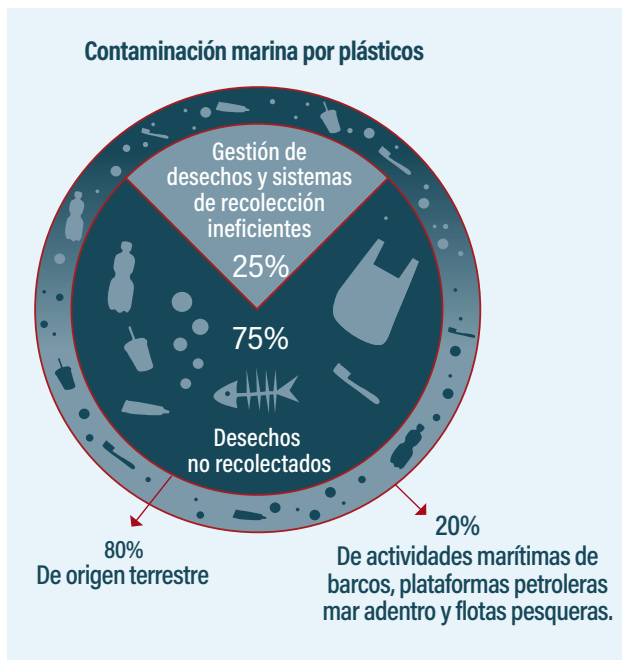 Contaminación marina por plásticos
Gestión de
desechos y sistemas
de recolección
ineficientes
25%
75%
Desechos
no recolectados
80%
De origen terrestre
20%
De actividades marítimas de
barcos, plataformas petroleras
mar adentro y flotas pesqueras.